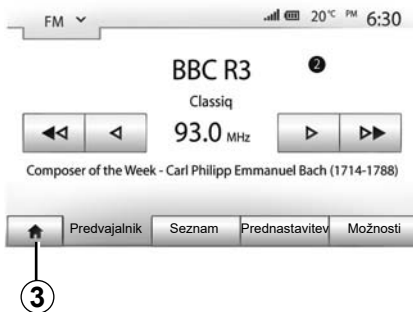 FM 20°C PM 6:30
BBC R3 2
Classiq
93.0 MHz
Composer of the Week - Carl Philipp Emmanuel Bach (1714-1788)
Predvajalnik Seznam Prednastavitev Možnosti
3